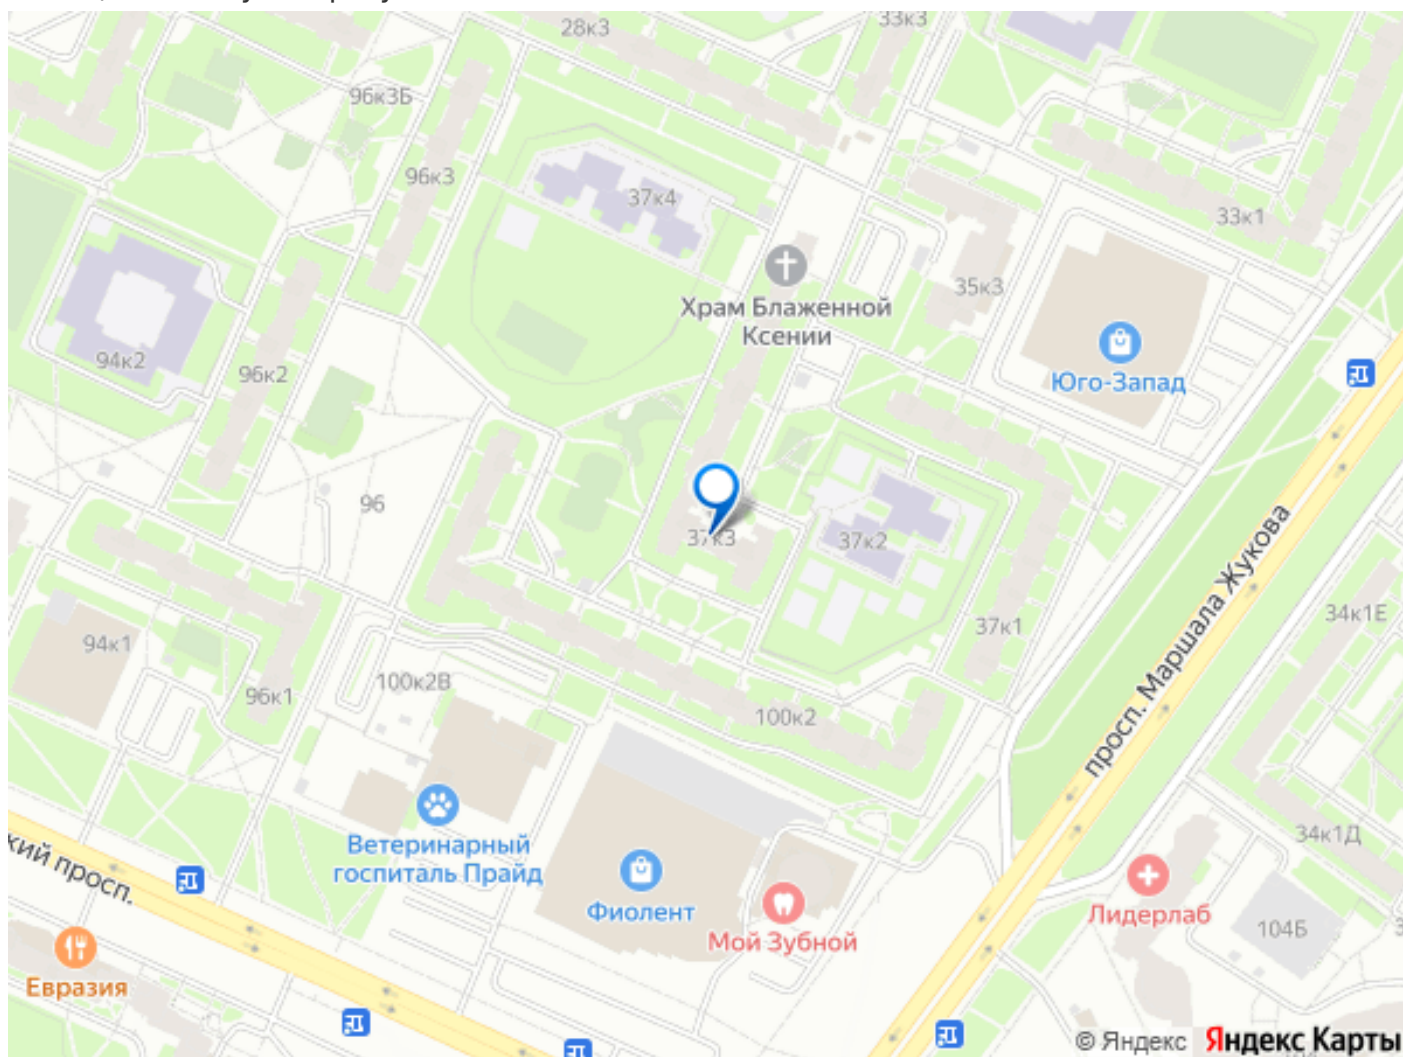 28к3
33к3
96к3Б
96к3
37к4
33к1
35к3
Храм Блаженной
Ксении
94к2
96к2
Юго-Запад
96
37к3
37к2
просп. Маршала Жукова
34к1Е
37к1
94к1
100к2В
96к1
100к2
Ветеринарный
госпиталь Прайд
34к1Д
кий просп.
Фиолент
Мой Зубной
Лидерлаб
104Б
Евразия
© Яндекс Яндекс Карты